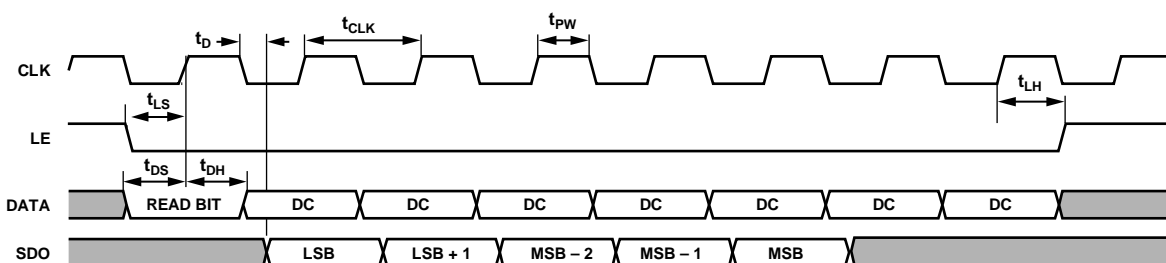 tD
tCLK
tPW
CLK
tLS
tLH
LE
tDS
tDH
DATA READ BIT DC DC DC DC DC DC DC
SDO LSB LSB + 1 MSB – 2 MSB – 1 MSB